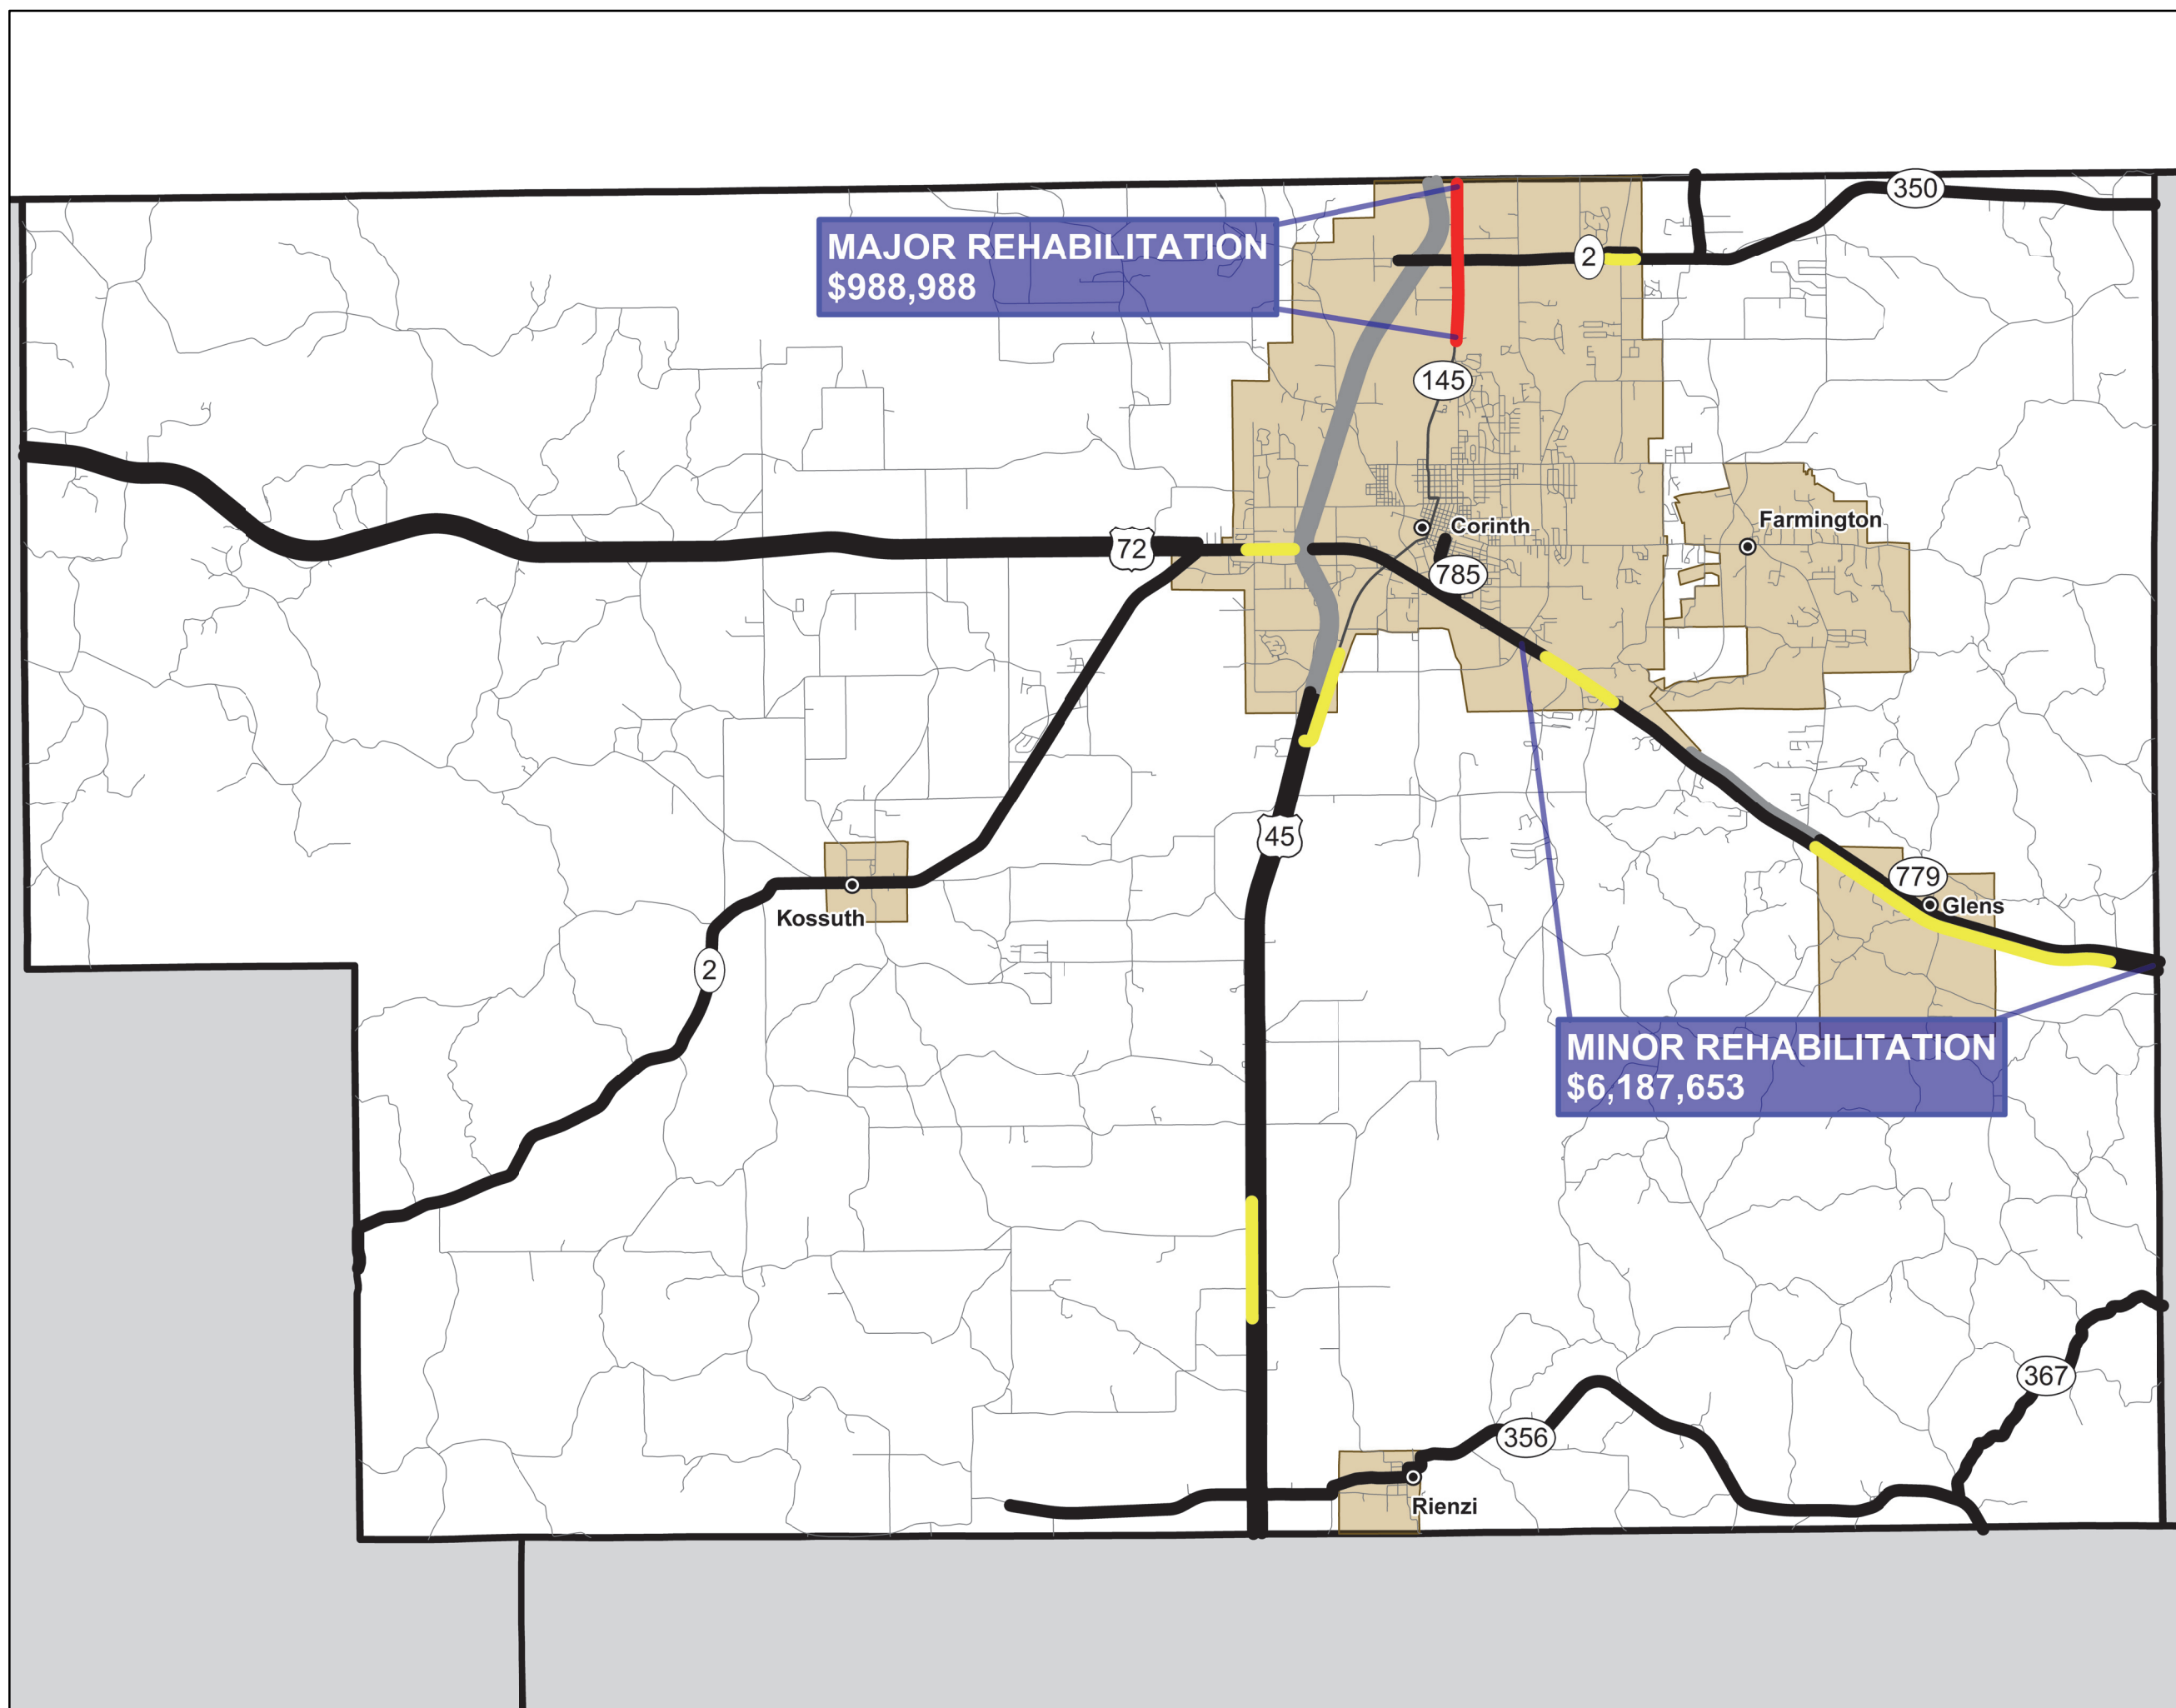 350
MAJOR REHABILITATION
$988,988
2
145
Corinth
Farmington
72
785
45
779
Glens
Kossuth
2
MINOR REHABILITATION
$6,187,653
367
356
Rienzi